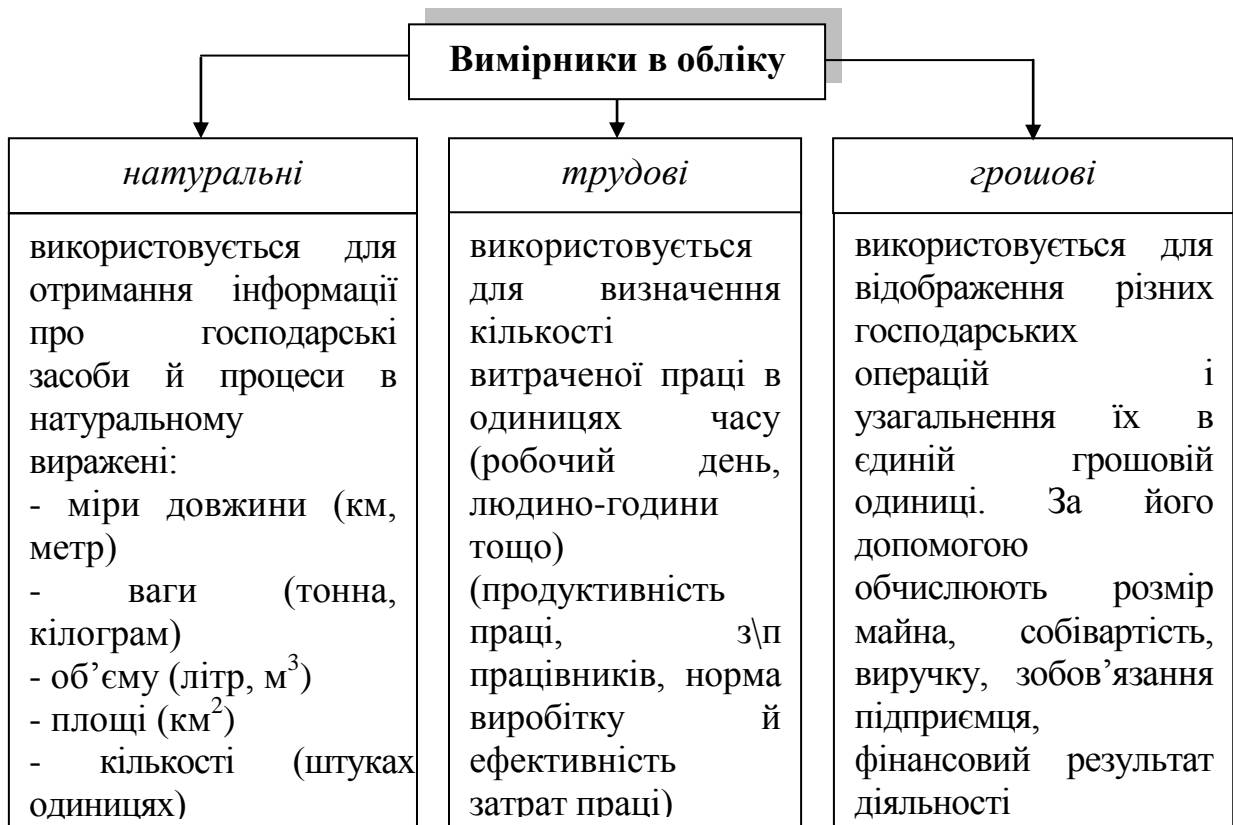 Вимірники в обліку
натуральні
використовується для
отримання інформації
про господарські
засоби й процеси в
натуральному
виражені:
- міри довжини (км,
метр)
- ваги (тонна,
кілограм)
- об’єму (літр, м³)
- площі (км²)
- кількості (штуках
одиницях)
трудові
використовується
для визначення
кількості
витраченої праці в
одиницях часу
(робочий день,
людино-години
тощо)
(продуктивність
праці, з\п
працівників, норма
виробітку й
ефективність
затрат праці)
грошові
використовується для
відображення різних
господарських
операцій і
узагальнення їх в
єдиній грошовій
одиниці. За його
допомогою
обчислюють розмір
майна, собівартість,
виручку, зобов’язання
підприємця,
фінансовий результат
діяльності